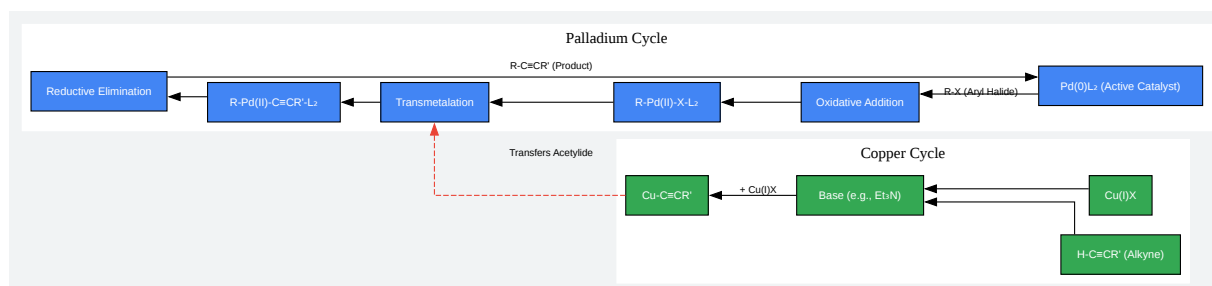 Palladium Cycle
R-C≡CR' (Product)
Reductive Elimination
R-Pd(II)-C≡CR'-L₂
Transmetalation
R-Pd(II)-X-L₂
Oxidative Addition
R-X (Aryl Halide)
Pd(0)L₂ (Active Catalyst)
Transfers Acetylide
Copper Cycle
Cu-C≡CR'
+ Cu(I)X
Base (e.g., Et₃N)
Cu(I)X
H-C≡CR' (Alkyne)